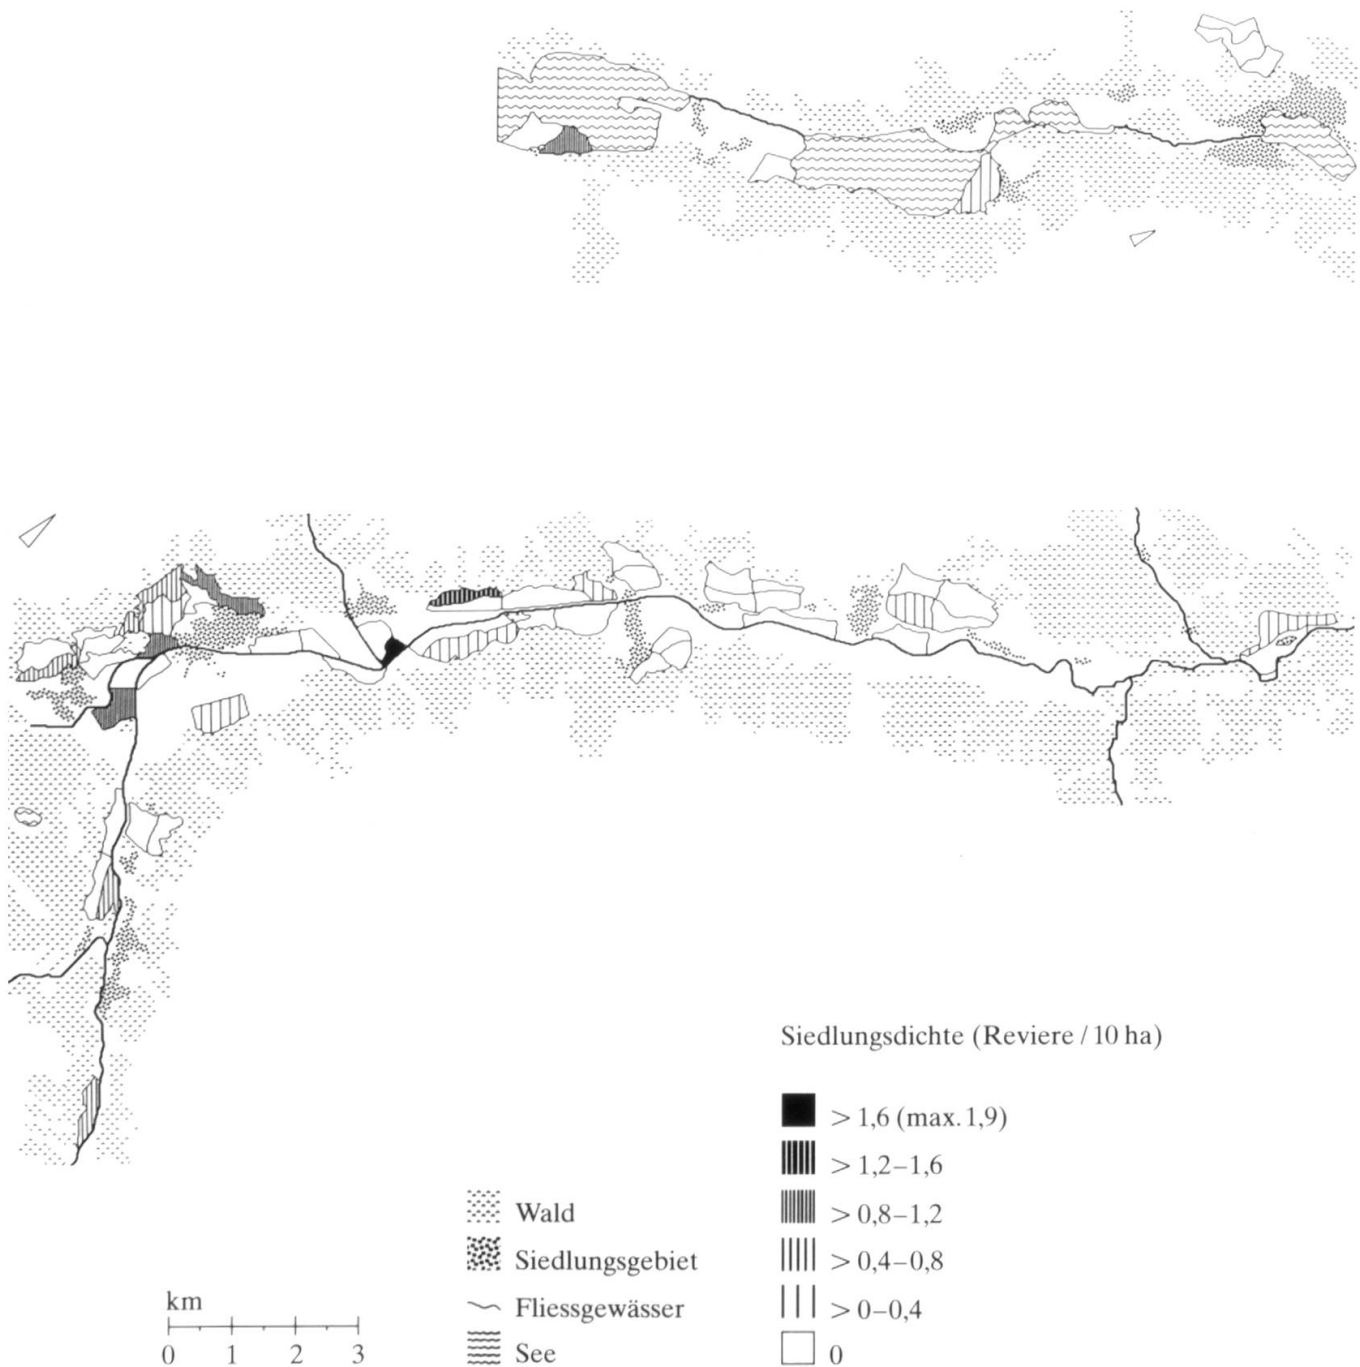 Siedlungsdichte (Reviere / 10 ha)
> 1,6 (max. 1,9)
> 1,2–1,6
> 0,8–1,2
> 0,4–0,8
> 0–0,4
0
Wald
Siedlungsgebiet
Fliessgewässer
See
km
0 1 2 3